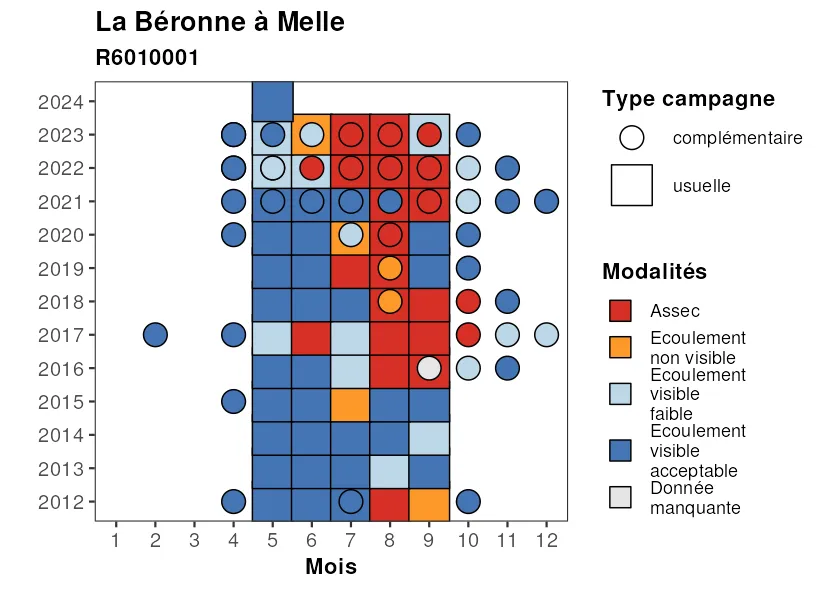 La Béronne à Melle
R6010001
2024
2023
2022
2021
2020
2019
2018
2017
2016
2015
2014
2013
2012
1 2 3 4 5 6 7 8 9 10 11 12
Mois
Type campagne
complémentaire
usuelle
Modalités
Assec
Ecoulement
non visible
Ecoulement
visible
faible
Ecoulement
visible
acceptable
Donnée
manquante